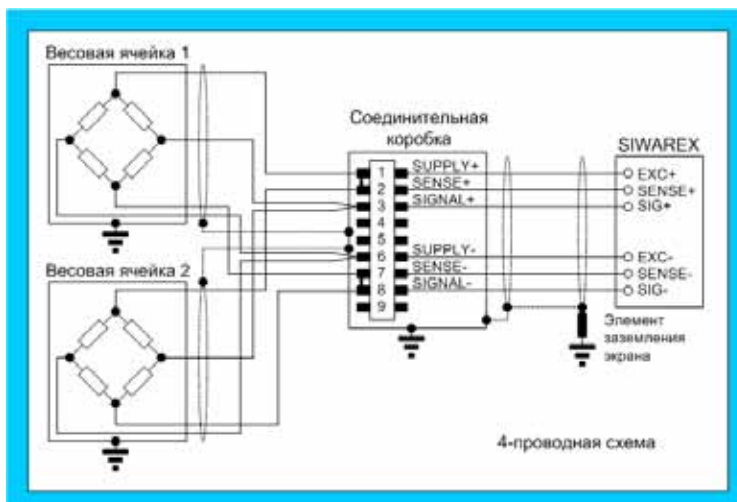 Весовая ячейка 1
Соединительная
коробка
SIWAREX
1 SUPPLY+ EXC+
2 SENSE+ SENSE+
3 SIGNAL+ SIG+
4
5
6 SUPPLY- EXC-
7 SENSE- SENSE-
8 SIGNAL- SIG-
9
Весовая ячейка 2
Элемент
заземления
экрана
4-проводная схема